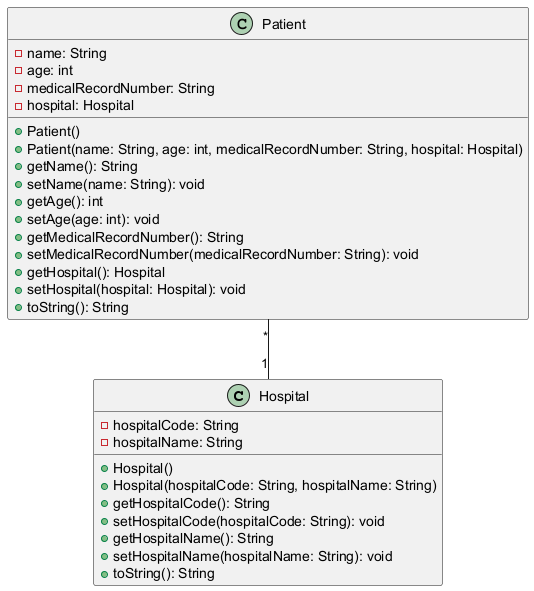 C Patient
name: String
age: int
medicalRecordNumber: String
hospital: Hospital
Patient()
Patient(name: String, age: int, medicalRecordNumber: String, hospital: Hospital)
getName(): String
setName(name: String): void
getAge(): int
setAge(age: int): void
getMedicalRecordNumber(): String
setMedicalRecordNumber(medicalRecordNumber: String): void
getHospital(): Hospital
setHospital(hospital: Hospital): void
toString(): String
*
1
C Hospital
hospitalCode: String
hospitalName: String
Hospital()
Hospital(hospitalCode: String, hospitalName: String)
getHospitalCode(): String
setHospitalCode(hospitalCode: String): void
getHospitalName(): String
setHospitalName(hospitalName: String): void
toString(): String